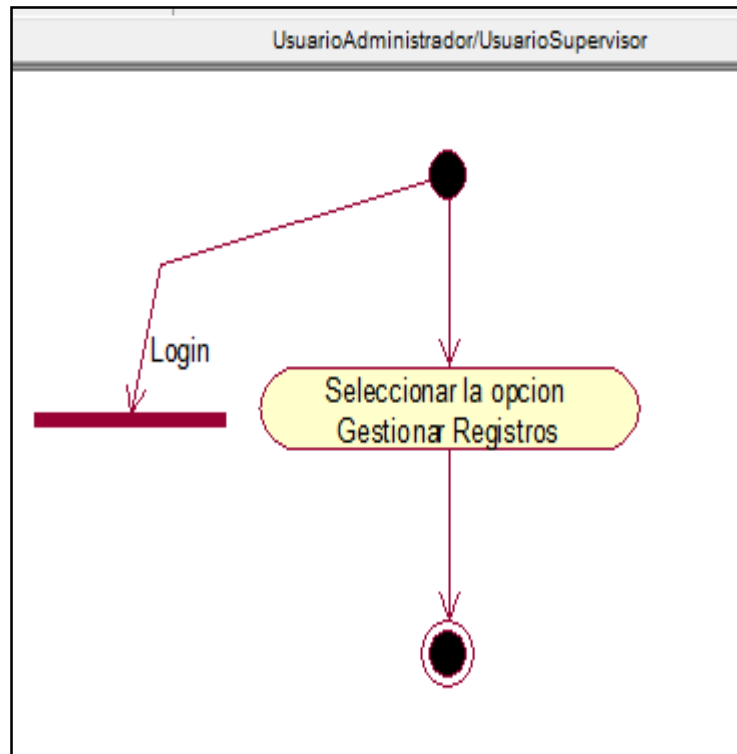 UsuarioAdministrador/UsuarioSupervisor
Login
Seleccionar la opcion
Gestionar Registros